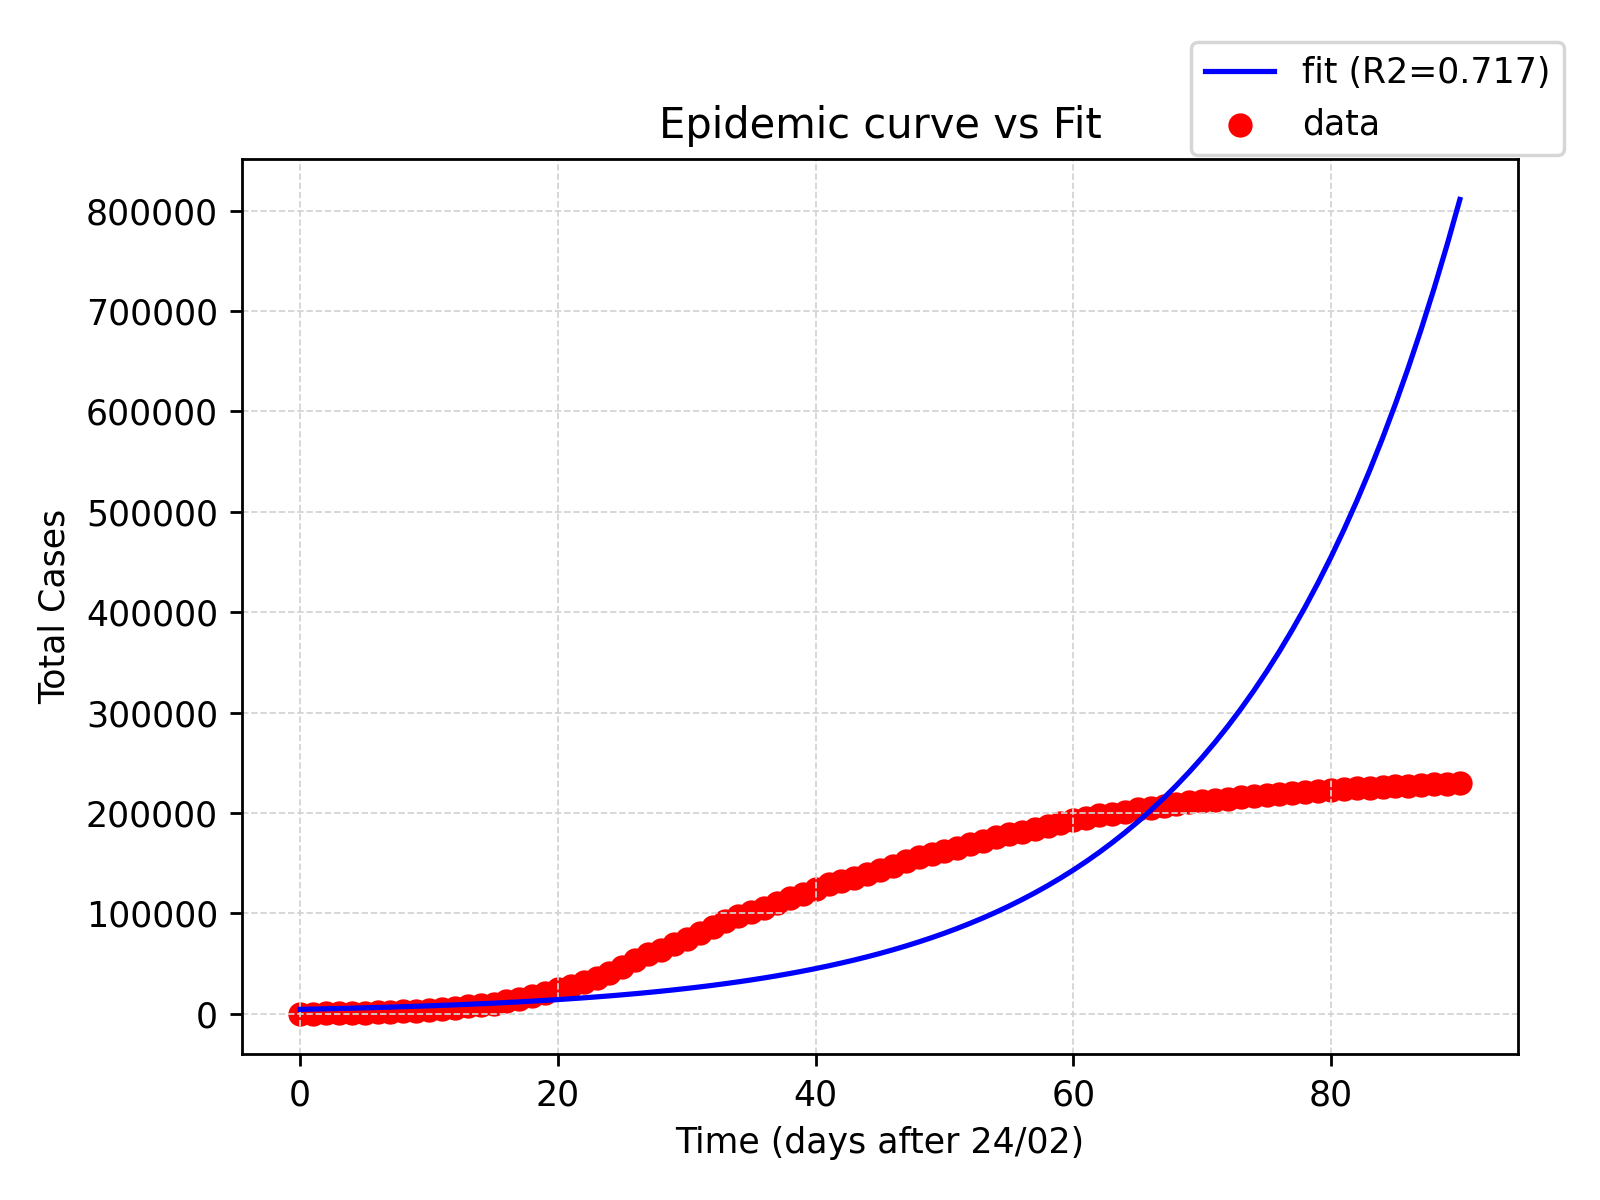 fit (R2=0.717)
data
Epidemic curve vs Fit
800000
700000
600000
500000
400000
300000
200000
100000
0
Total Cases
0 20 40 60 80
Time (days after 24/02)